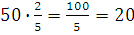 50 · 2/5 = 100/5 = 20